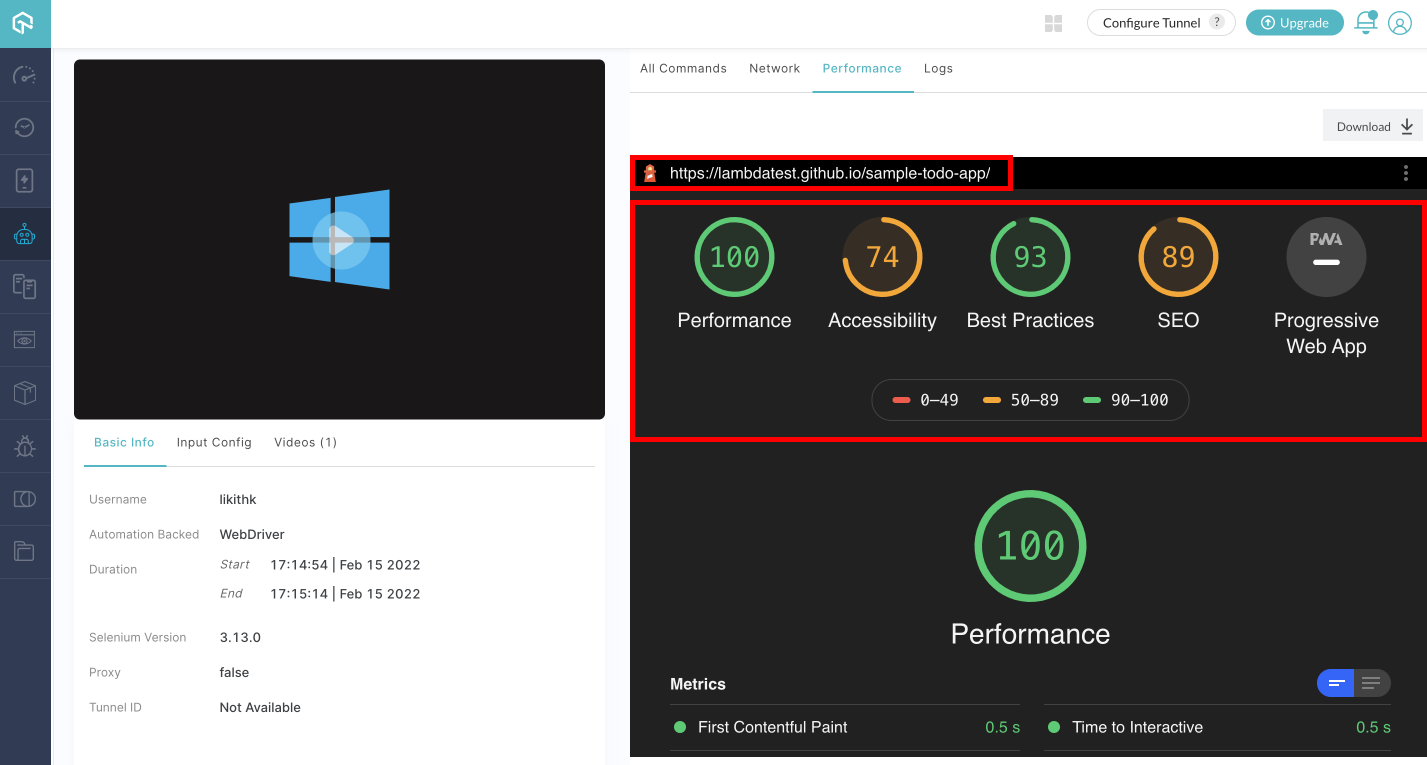 Configure Tunnel ?
Upgrade
All Commands Network Performance Logs
Download
https://lambdatest.github.io/sample-todo-app/
100 74 93 89 PWA
Performance Accessibility Best Practices SEO Progressive
Web App
0–49 50–89 90–100
100
Performance
Metrics
First Contentful Paint 0.5 s Time to Interactive 0.5 s
Basic Info Input Config Videos (1)
Username likithk
Automation Backed WebDriver
Duration Start 17:14:54 | Feb 15 2022
End 17:15:14 | Feb 15 2022
Selenium Version 3.13.0
Proxy false
Tunnel ID Not Available